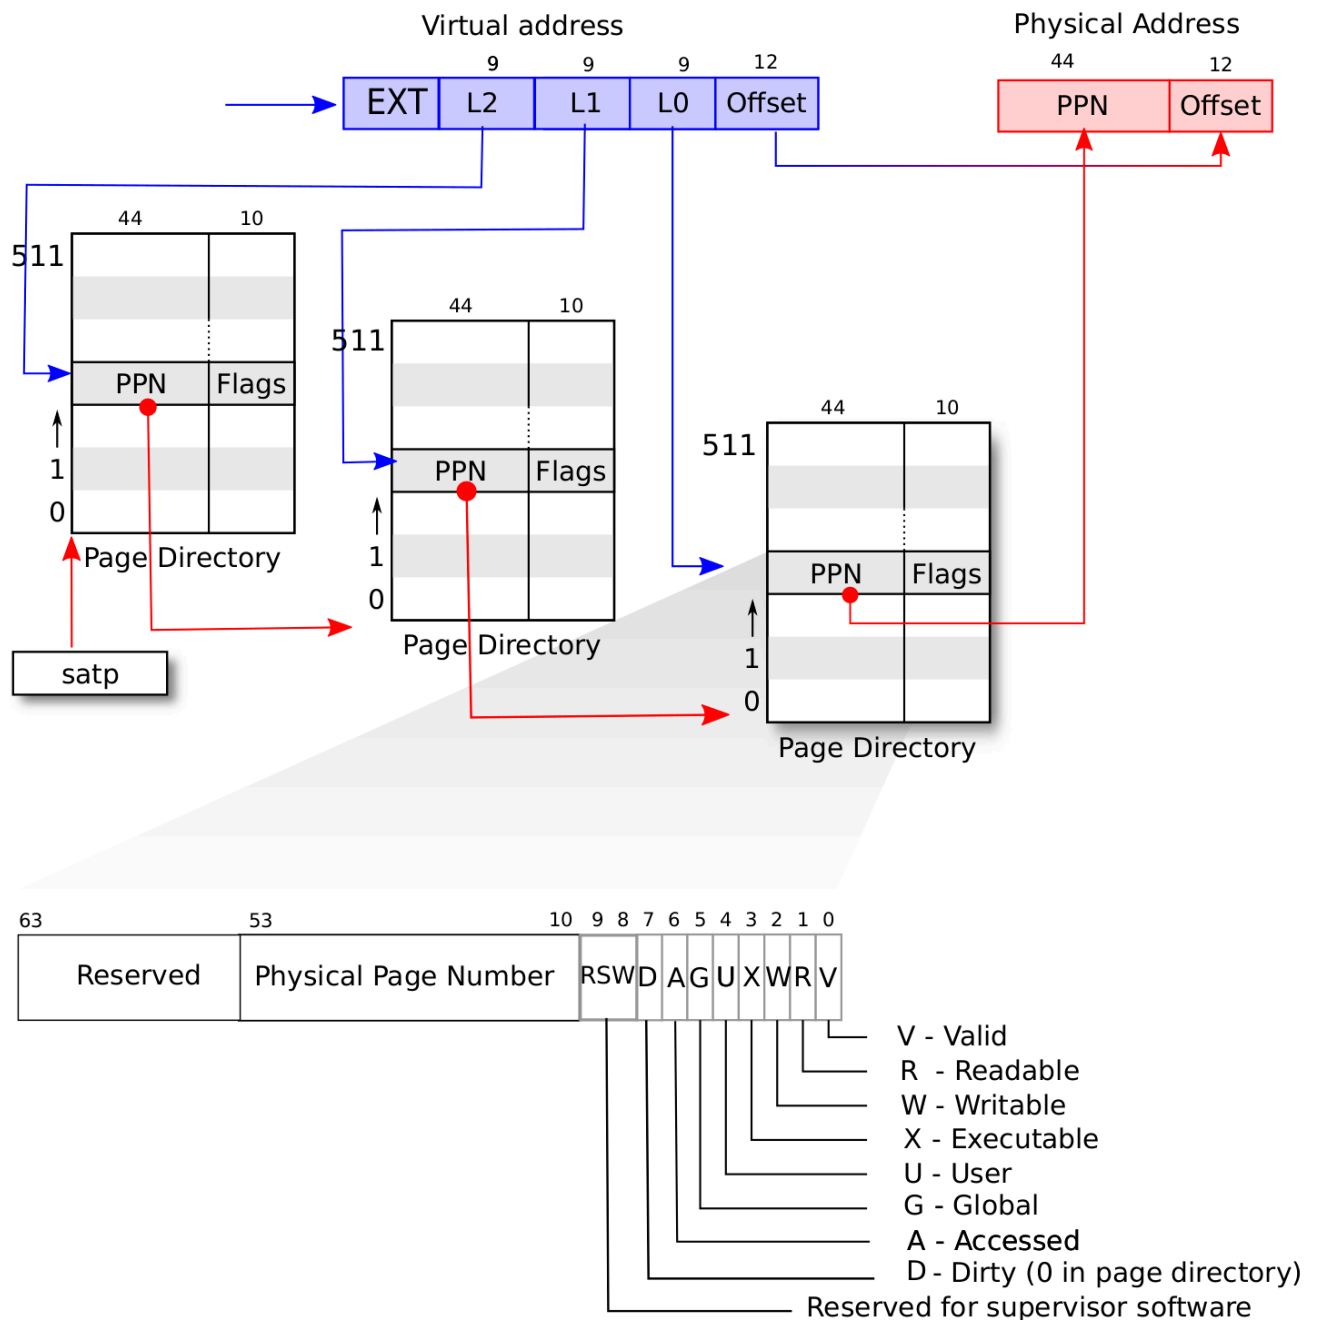 Virtual address
Physical Address
9 9 9 12
44 12
EXT L2 L1 L0 Offset
PPN Offset
44 10
511
PPN Flags
1
0
Page Directory
satp
44 10
511
PPN Flags
1
0
Page Directory
44 10
511
PPN Flags
1
0
Page Directory
63 53 10 9 8 7 6 5 4 3 2 1 0
Reserved Physical Page Number RSW D A G U X W R V
V - Valid
R - Readable
W - Writable
X - Executable
U - User
G - Global
A - Accessed
D - Dirty (0 in page directory)
Reserved for supervisor software